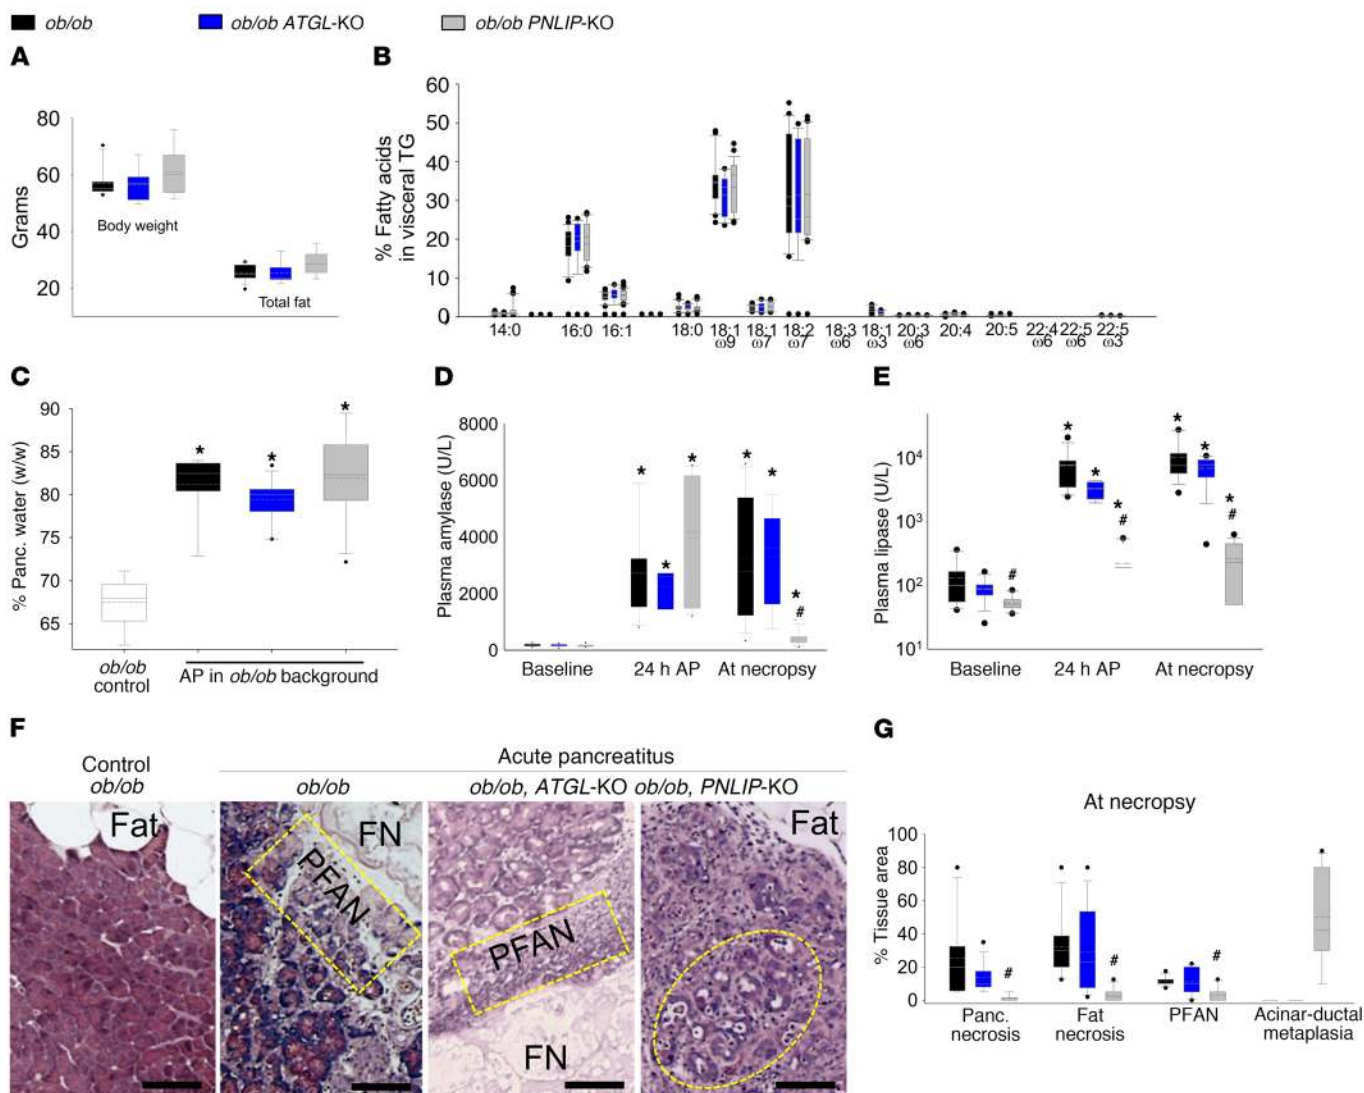 ob/ob ob/ob ATGL-KO ob/ob PNLIP-KO
A
Grams
80
60
40
20
Body weight
Total fat
B
% Fatty acids
in visceral TG
60
50
40
30
20
10
0
14:0 16:0 16:1 18:0 18:1 18:1 18:2 18:3 18:1 20:3 20:4 20:5 22:4 22:5 22:5
ω9 ω7 ω7 ω6 ω3 ω6 ω6 ω6 ω3
C
% Panc. water (w/w)
90
85
80
75
70
65
* * *
ob/ob
control
AP in ob/ob background
D
Plasma amylase (U/L)
8000
6000
4000
2000
0
* * * * * *
#
Baseline 24 h AP At necropsy
E
Plasma lipase (U/L)
10⁴
10³
10²
10¹
# * * * # * * * #
Baseline 24 h AP At necropsy
F
Control
ob/ob
Acute pancreatitus
ob/ob ob/ob, ATGL-KO ob/ob, PNLIP-KO
Fat
FN
PFAN
PFAN
FN
Fat
G
At necropsy
% Tissue area
100
80
60
40
20
0
# # #
Panc.
necrosis
Fat
necrosis
PFAN
Acinar-ductal
metaplasia